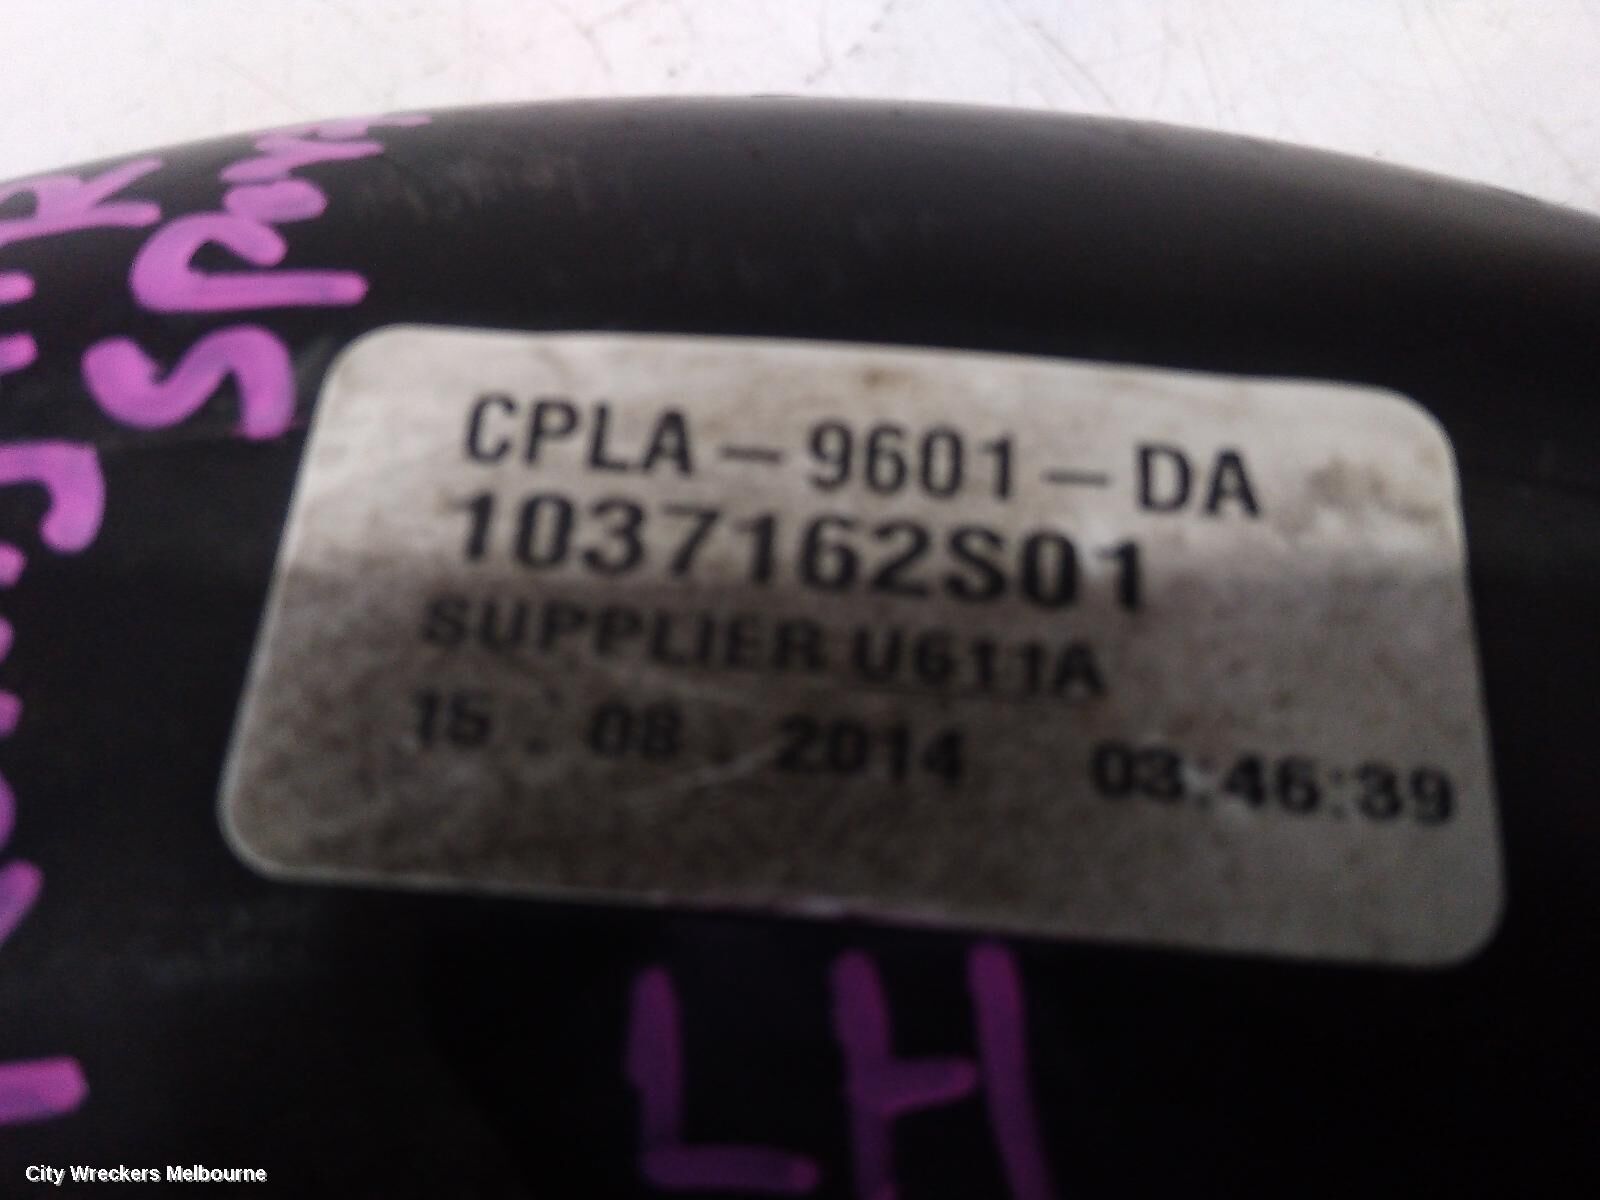 CPLA-9601-DA
1037162S01
SUPPLIER U611A
15.08.2014 03:46:39
LH
City Wreckers Melbourne